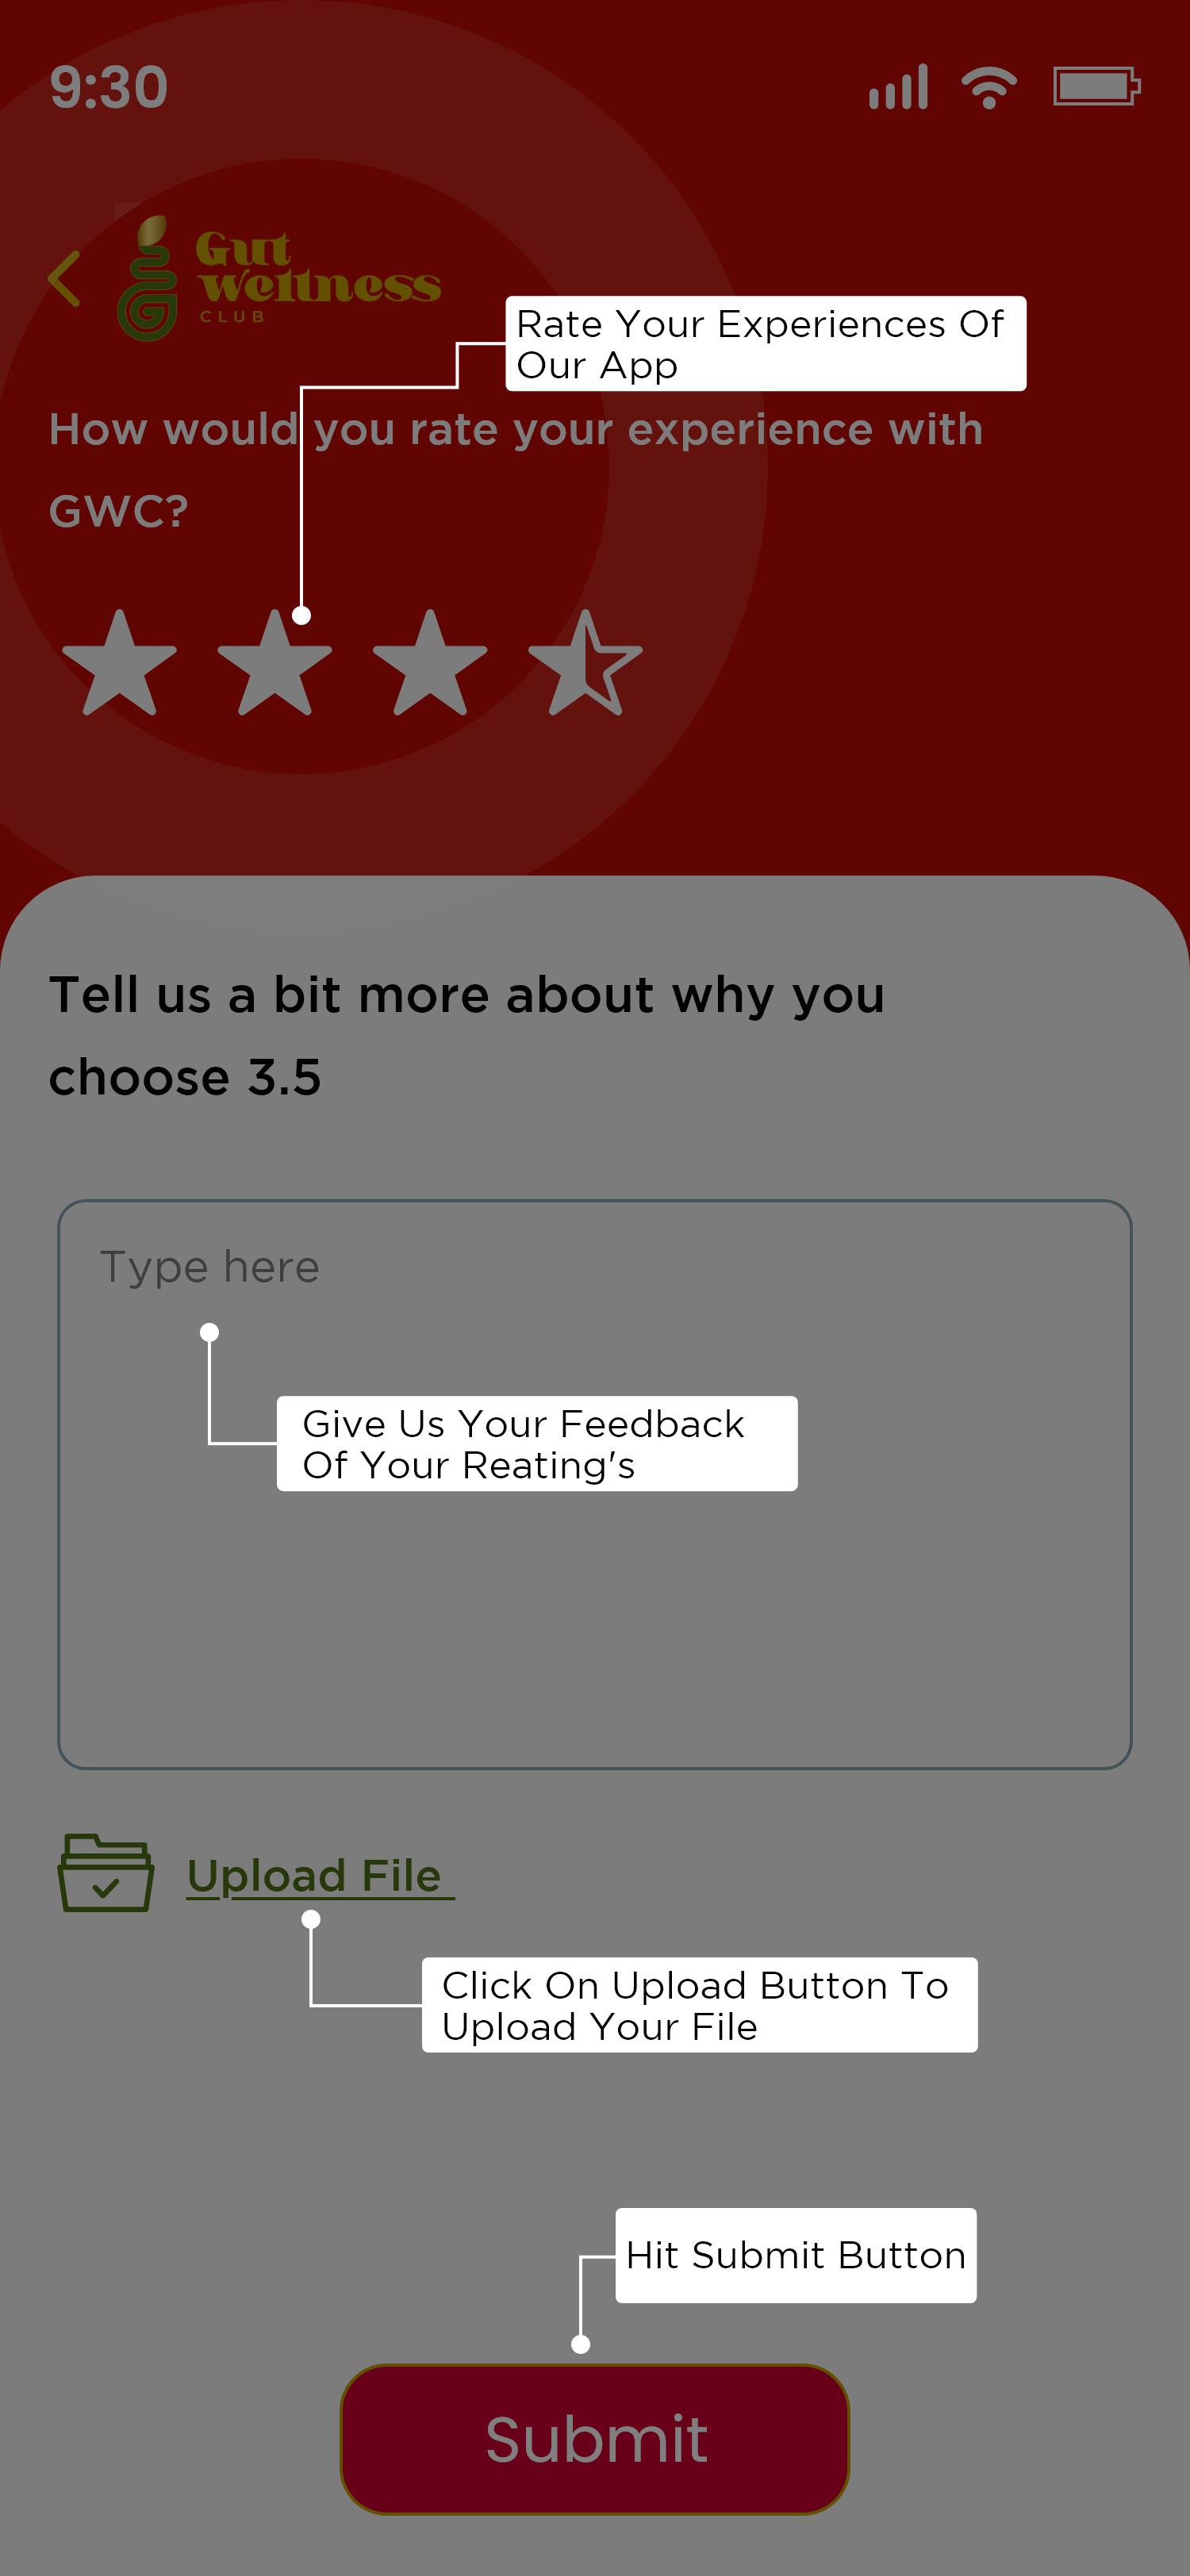 9:30
Gut
Wellness
CLUB
Rate Your Experiences Of
Our App
How would you rate your experience with
GWC?
Tell us a bit more about why you
choose 3.5
Type here
Give Us Your Feedback
Of Your Reating's
Upload File
Click On Upload Button To
Upload Your File
Hit Submit Button
Submit